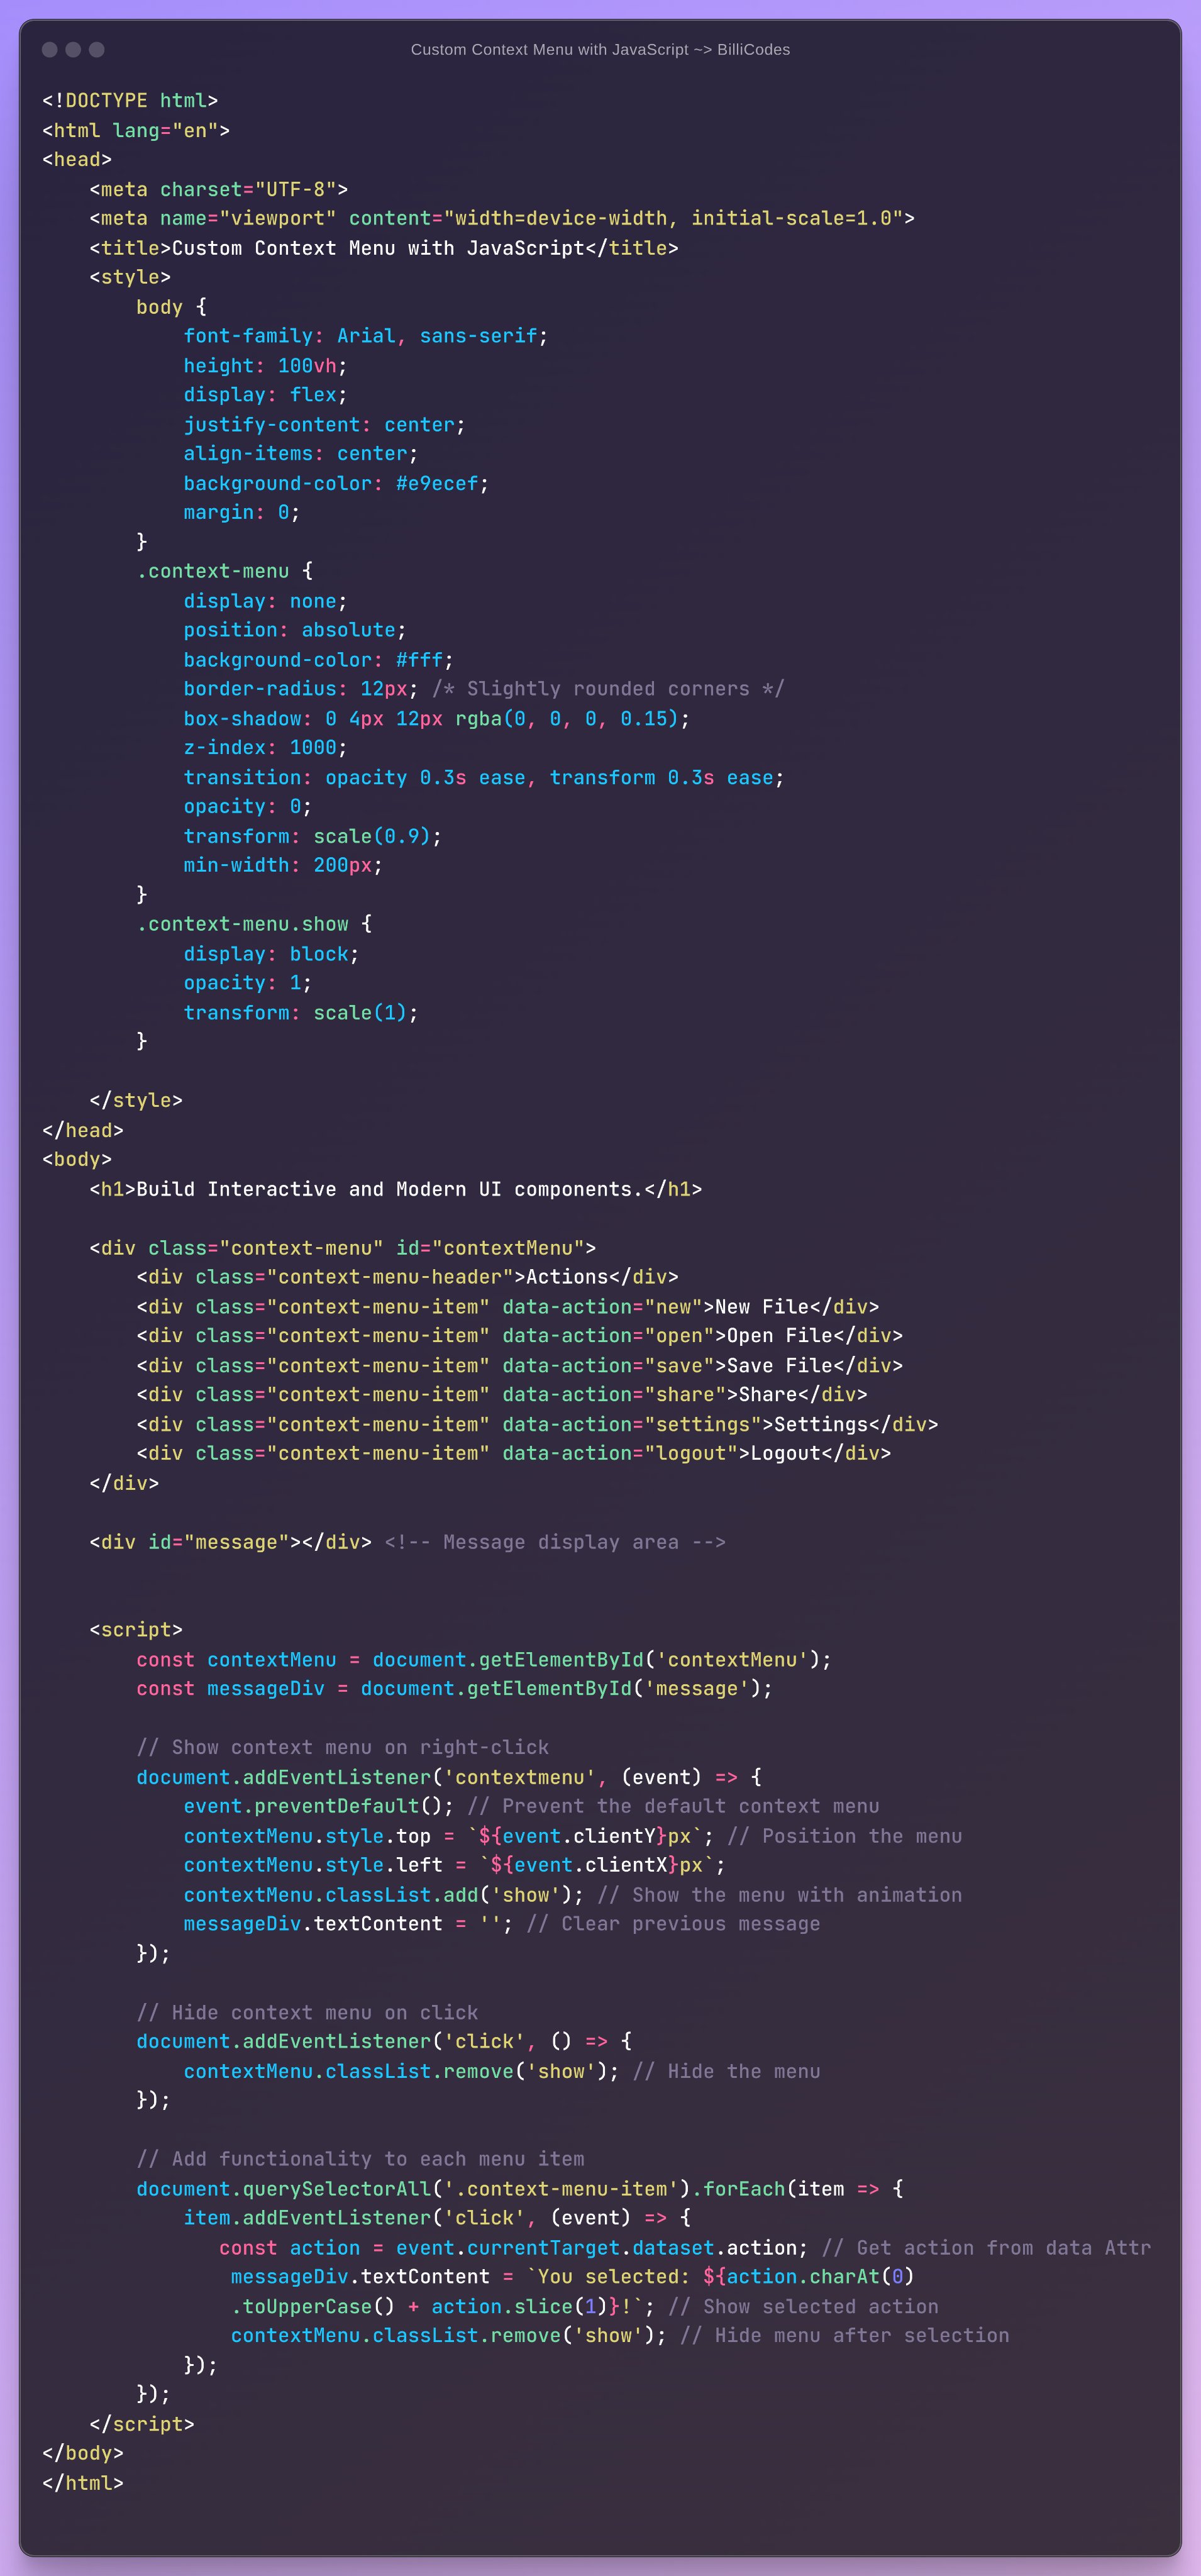 Custom Context Menu with JavaScript ~> BilliCodes
<!DOCTYPE html>
<html lang="en">
<head>
    <meta charset="UTF-8">
    <meta name="viewport" content="width=device-width, initial-scale=1.0">
    <title>Custom Context Menu with JavaScript</title>
    <style>
        body {
            font-family: Arial, sans-serif;
            height: 100vh;
            display: flex;
            justify-content: center;
            align-items: center;
            background-color: #e9ecef;
            margin: 0;
        }
        .context-menu {
            display: none;
            position: absolute;
            background-color: #fff;
            border-radius: 12px; /* Slightly rounded corners */
            box-shadow: 0 4px 12px rgba(0, 0, 0, 0.15);
            z-index: 1000;
            transition: opacity 0.3s ease, transform 0.3s ease;
            opacity: 0;
            transform: scale(0.9);
            min-width: 200px;
        }
        .context-menu.show {
            display: block;
            opacity: 1;
            transform: scale(1);
        }
    </style>
</head>
<body>
    <h1>Build Interactive and Modern UI components.</h1>
    <div class="context-menu" id="contextMenu">
        <div class="context-menu-header">Actions</div>
        <div class="context-menu-item" data-action="new">New File</div>
        <div class="context-menu-item" data-action="open">Open File</div>
        <div class="context-menu-item" data-action="save">Save File</div>
        <div class="context-menu-item" data-action="share">Share</div>
        <div class="context-menu-item" data-action="settings">Settings</div>
        <div class="context-menu-item" data-action="logout">Logout</div>
    </div>
    <div id="message"></div> <!-- Message display area -->
    <script>
        const contextMenu = document.getElementById('contextMenu');
        const messageDiv = document.getElementById('message');
        // Show context menu on right-click
        document.addEventListener('contextmenu', (event) => {
            event.preventDefault(); // Prevent the default context menu
            contextMenu.style.top = `${event.clientY}px`; // Position the menu
            contextMenu.style.left = `${event.clientX}px`;
            contextMenu.classList.add('show'); // Show the menu with animation
            messageDiv.textContent = ''; // Clear previous message
        });
        // Hide context menu on click
        document.addEventListener('click', () => {
            contextMenu.classList.remove('show'); // Hide the menu
        });
        // Add functionality to each menu item
        document.querySelectorAll('.context-menu-item').forEach(item => {
            item.addEventListener('click', (event) => {
               const action = event.currentTarget.dataset.action; // Get action from data Attr
                messageDiv.textContent = `You selected: ${action.charAt(0)
                .toUpperCase() + action.slice(1)}!`; // Show selected action
                contextMenu.classList.remove('show'); // Hide menu after selection
            });
        });
    </script>
</body>
</html>